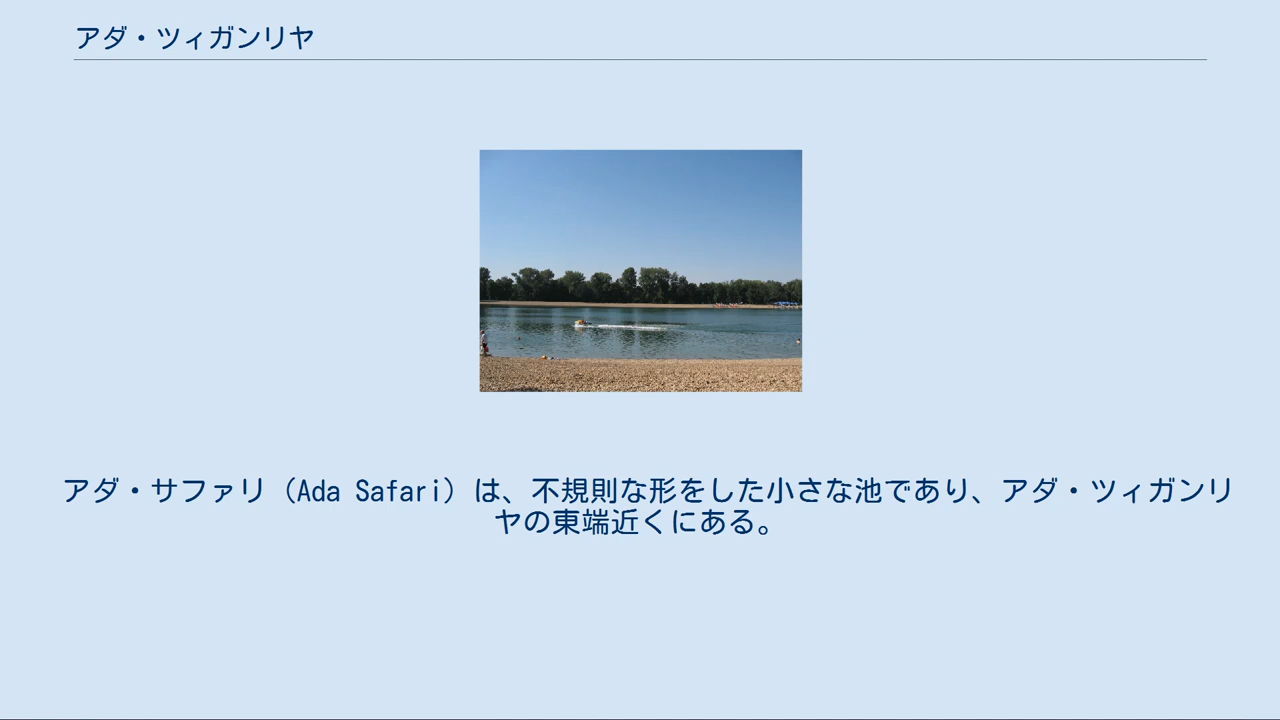 アダ・ツィガンリヤ
アダ・サファリ（Ada Safari）は、不規則な形をした小さな池であり、アダ・ツィガンリ
ヤの東端近くにある。